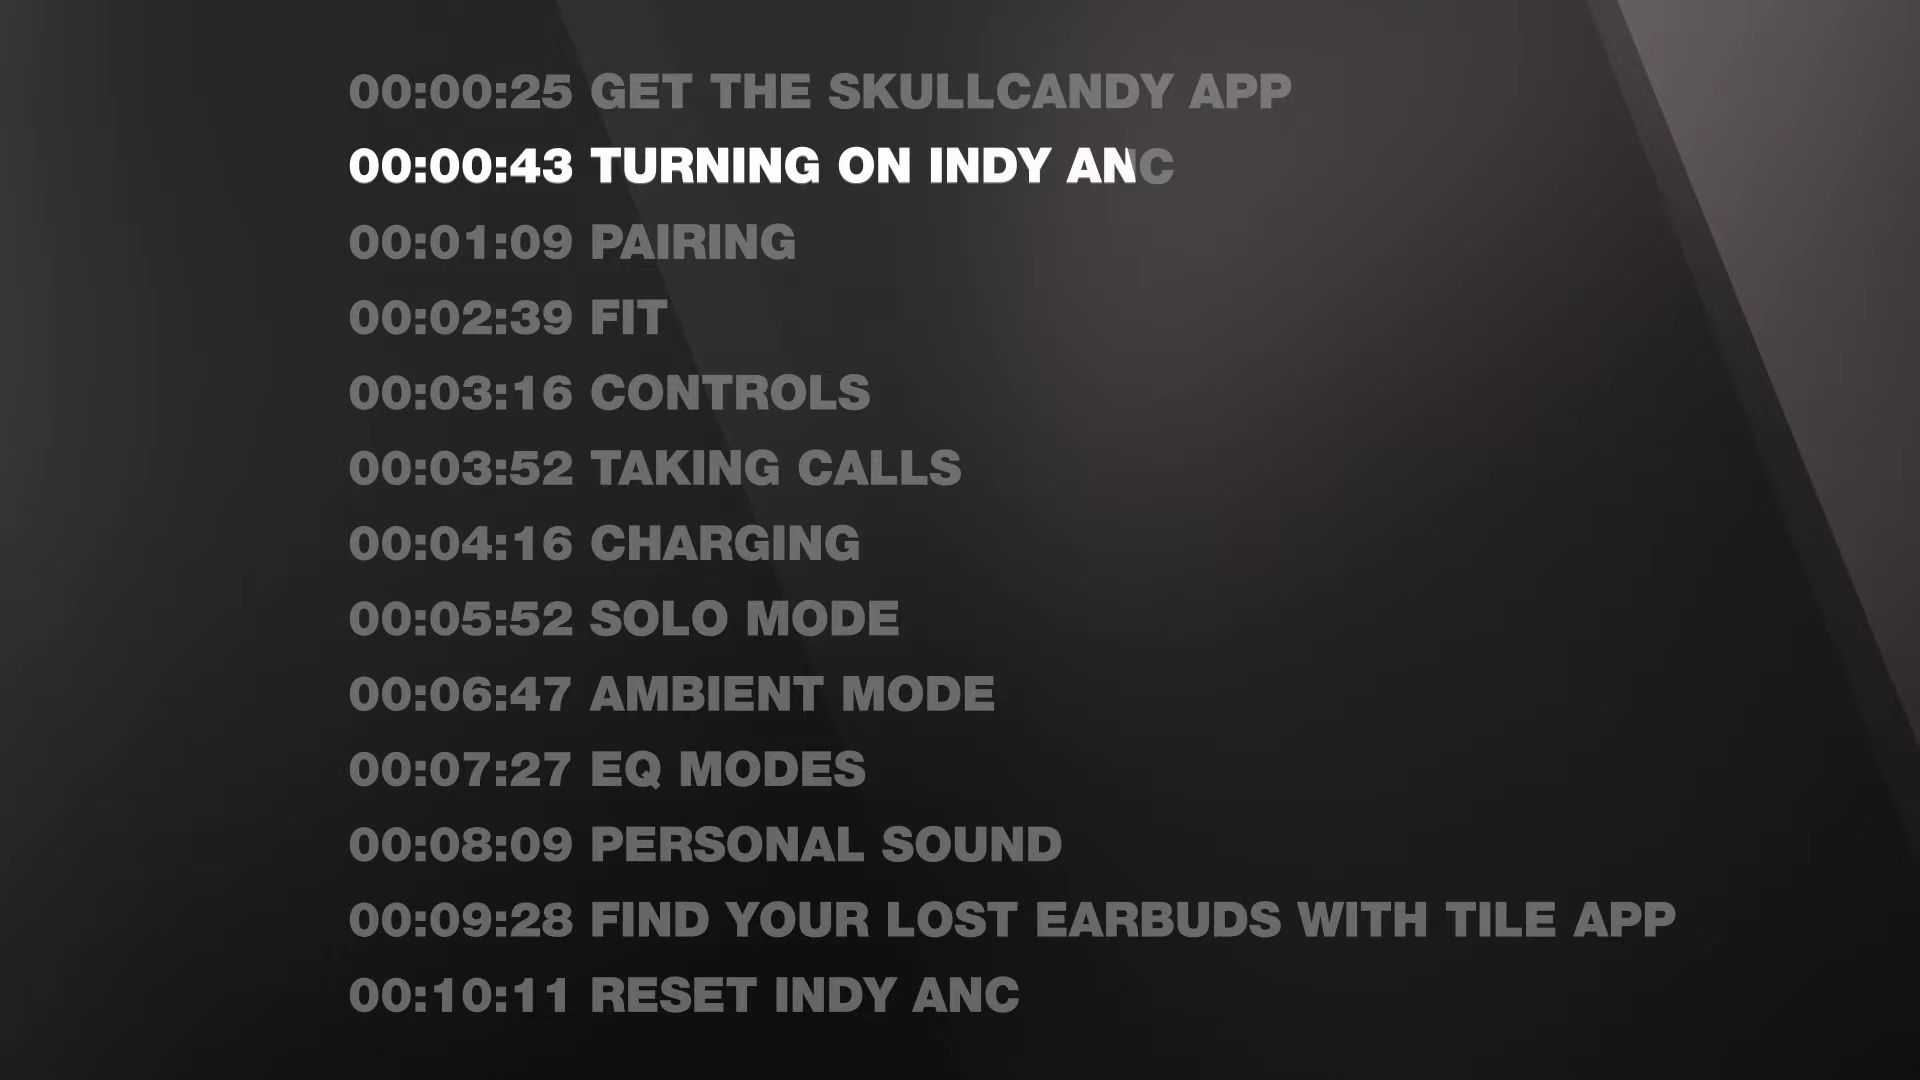 00:00:25 GET THE SKULLCANDY APP
00:00:43 TURNING ON INDY ANC
00:01:09 PAIRING
00:02:39 FIT
00:03:16 CONTROLS
00:03:52 TAKING CALLS
00:04:16 CHARGING
00:05:52 SOLO MODE
00:06:47 AMBIENT MODE
00:07:27 EQ MODES
00:08:09 PERSONAL SOUND
00:09:28 FIND YOUR LOST EARBUDS WITH TILE APP
00:10:11 RESET INDY ANC